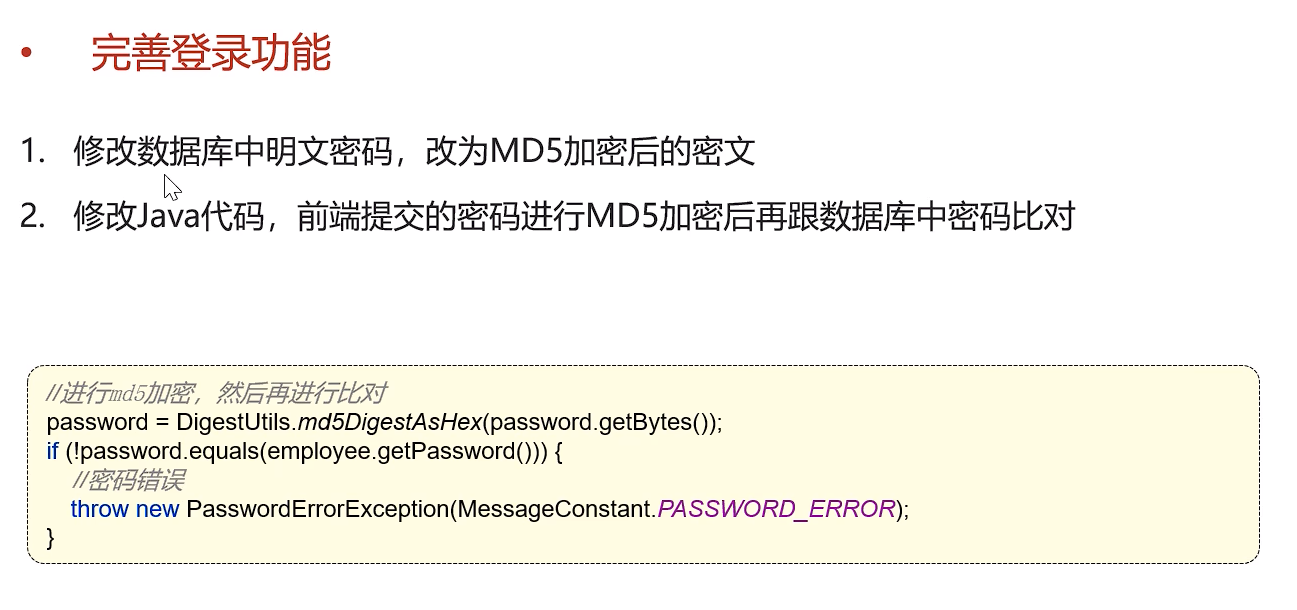 • 完善登录功能
1. 修改数据库中明文密码，改为MD5加密后的密文
2. 修改Java代码，前端提交的密码进行MD5加密后再跟数据库中密码比对
//进行md5加密，然后再进行比对
password = DigestUtils.md5DigestAsHex(password.getBytes());
if (!password.equals(employee.getPassword())) {
//密码错误
throw new PasswordErrorException(MessageConstant.PASSWORD_ERROR);
}